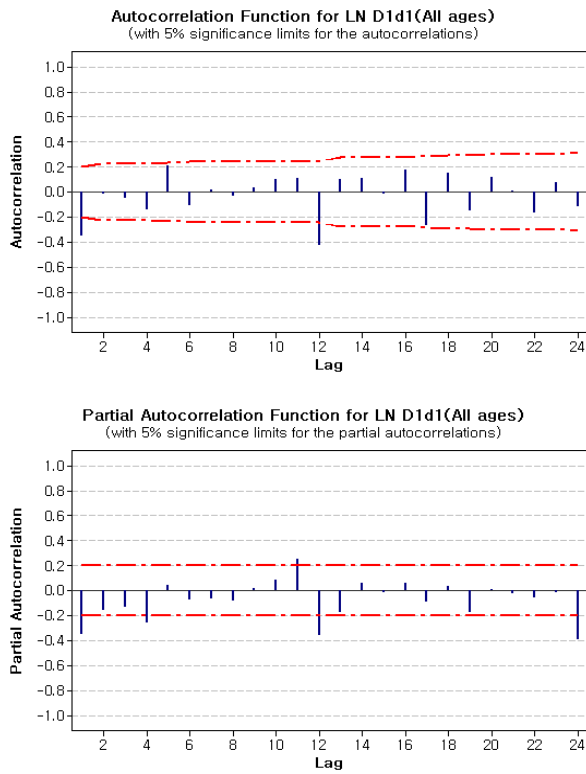 Autocorrelation Function for LN D1d1(All ages)
(with 5% significance limits for the autocorrelations)
1.0
0.8
0.6
0.4
0.2
0.0
-0.2
-0.4
-0.6
-0.8
-1.0
Autocorrelation
2 4 6 8 10 12 14 16 18 20 22 24
Lag
Partial Autocorrelation Function for LN D1d1(All ages)
(with 5% significance limits for the partial autocorrelations)
1.0
0.8
0.6
0.4
0.2
0.0
-0.2
-0.4
-0.6
-0.8
-1.0
Partial Autocorrelation
2 4 6 8 10 12 14 16 18 20 22 24
Lag